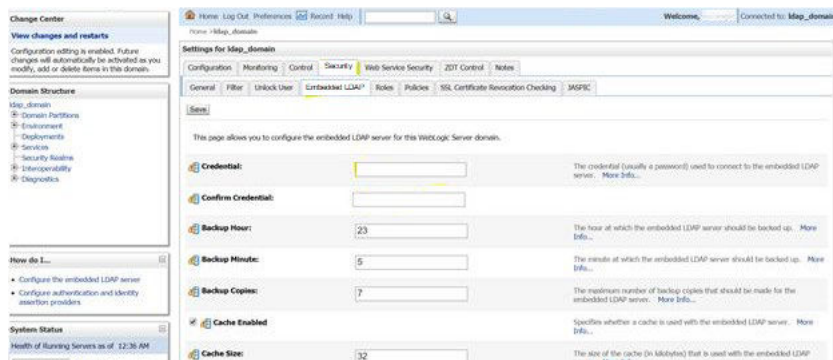 Change Center
View changes and restarts
Configuration editing is enabled. Future
changes will automatically be activated as you
modify, add or delete items in this domain.
Domain Structure
ldap_domain
Domain Partitions
Environment
Deployments
Services
Security Realms
Interoperability
Diagnostics
How do I...
Configure the embedded LDAP server
Configure authentication and identity
assertion providers
System Status
Health of Running Servers as of 12:36 AM
Home Log Out Preferences Record Help
Welcome,
Connected to: ldap_domain
Home >ldap_domain
Settings for ldap_domain
Configuration Monitoring Control Security Web Service Security ZDT Control Notes
General Filter Unlock User Embedded LDAP Roles Policies SSL Certificate Revocation Checking JASPIC
Save
This page allows you to configure the embedded LDAP server for this WebLogic Server domain.
Credential:
The credential (usually a password) used to connect to the embedded LDAP
server. More Info...
Confirm Credential:
Backup Hour:
23
The hour at which the embedded LDAP server should be backed up. More
Info...
Backup Minute:
5
The minute at which the embedded LDAP server should be backed up. More
Info...
Backup Copies:
7
The maximum number of backup copies that should be made for the
embedded LDAP server. More Info...
Cache Enabled
Specifies whether a cache is used with the embedded LDAP server. More
Info...
Cache Size:
32
The size of the cache (in kilobytes) that is used with the embedded LDAP